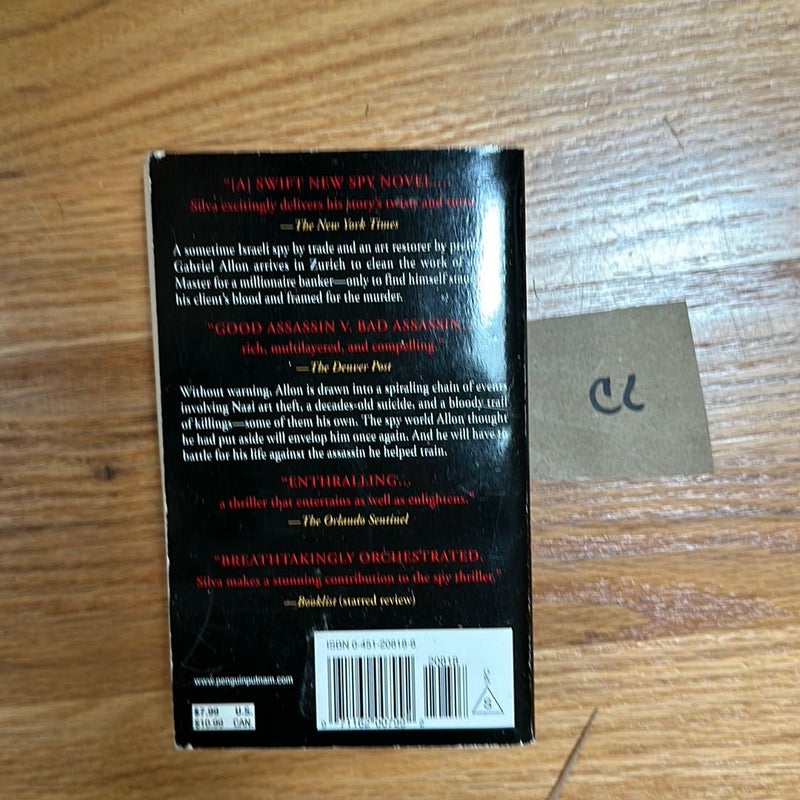 "[A] SWIFT NEW SPY NOVEL....
Silva excitingly delivers his story's twists and
—The New York Times
A sometime Israeli spy by trade and an art restorer by
Gabriel Allon arrives in Zurich to clean the work of
Master for a millionaire banker—only to find himself
his client's blood and framed for the murder.
"GOOD ASSASSIN V. BAD ASSASSIN,
rich, multilayered, and compelling."
—The Denver Post
Without warning, Allon is drawn into a spiraling chain of events
involving Nazi art theft, a decades-old suicide, and a bloody trail
of killings—some of them his own. The spy world Allon thought
he had put aside will envelop him once again. And he will have to
battle for his life against the assassin he helped train.
"ENTHRALLING...
a thriller that entertains as well as enlightens."
—The Orlando Sentinel
"BREATHTAKINGLY ORCHESTRATED.
Silva makes a stunning contribution to the spy thriller."
—Booklist (starred review)
ISBN 0-451-20818-8
20818
www.penguinputnam.com
$7.99 U.S.
$10.99 CAN.
S
CL